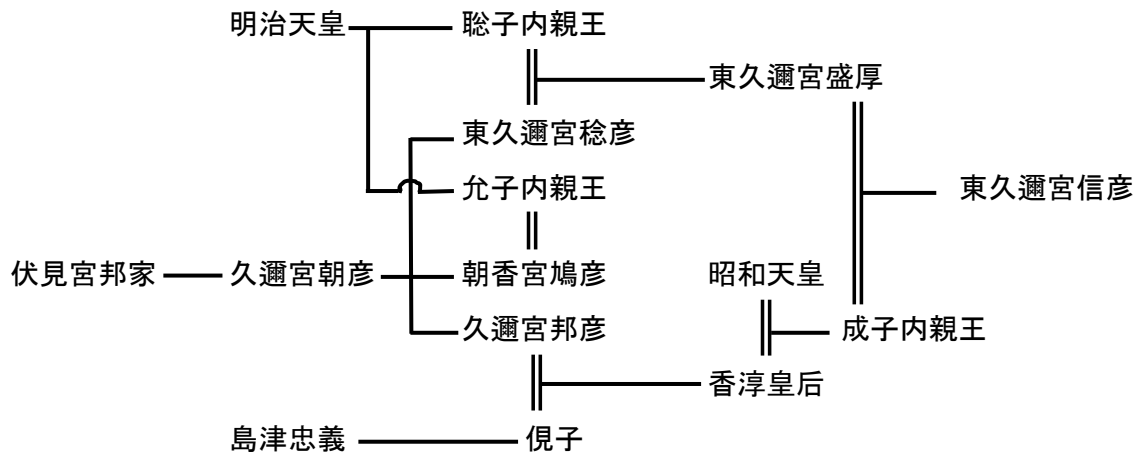 明治天皇 聡子内親王
東久邇宮盛厚
東久邇宮稔彦
允子内親王 東久邇宮信彦
伏見宮邦家 久邇宮朝彦 朝香宮鳩彦 昭和天皇
久邇宮邦彦 成子内親王
香淳皇后
島津忠義 俔子